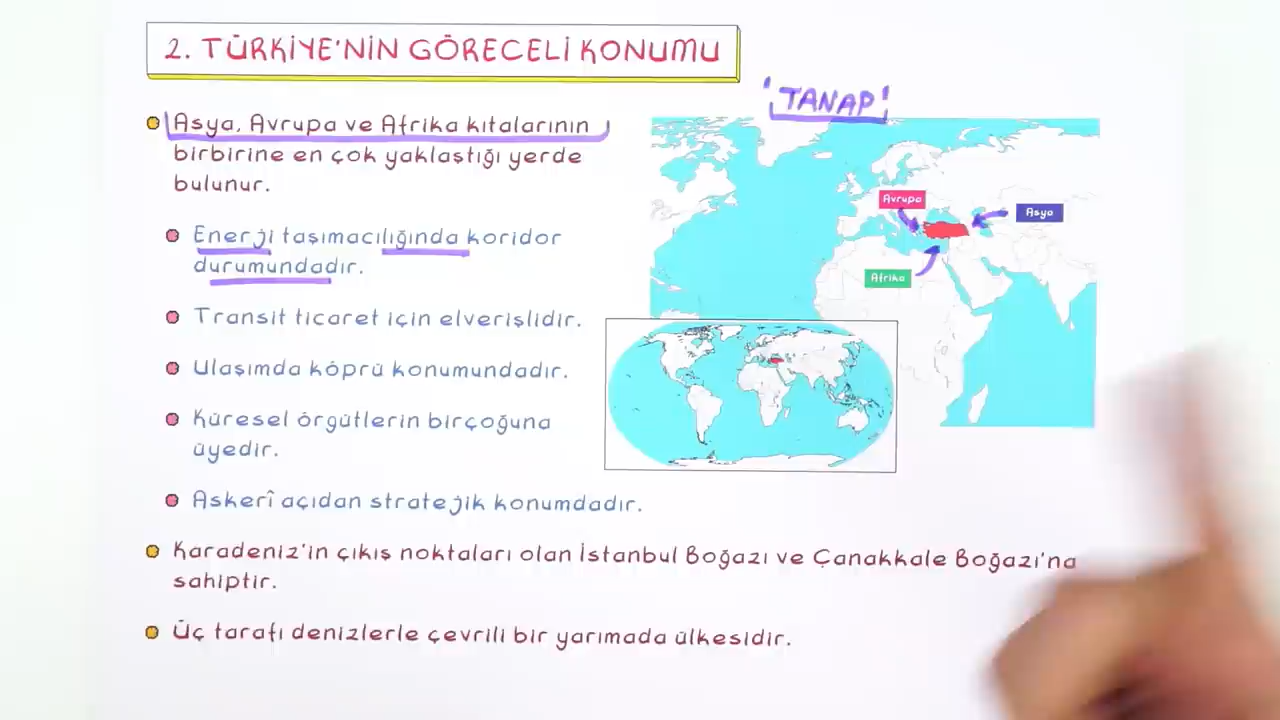 2. TÜRKİYE'NİN GÖRECELİ KONUMU
'TANAP'
Asya, Avrupa ve Afrika kıtalarının
birbirine en çok yaklaştığı yerde
bulunur.
Enerji taşımacılığında koridor
durumundadır.
Transit ticaret için elverişlidir.
Ulaşımda köprü konumundadır.
Küresel örgütlerin birçoğuna
üyedir.
Askerî açıdan stratejik konumdadır.
Karadeniz'in çıkış noktaları olan İstanbul Boğazı ve Çanakkale Boğazı'na
sahiptir.
Üç tarafı denizlerle çevrili bir yarımada ülkesidir.
Avrupa
Asya
Afrika